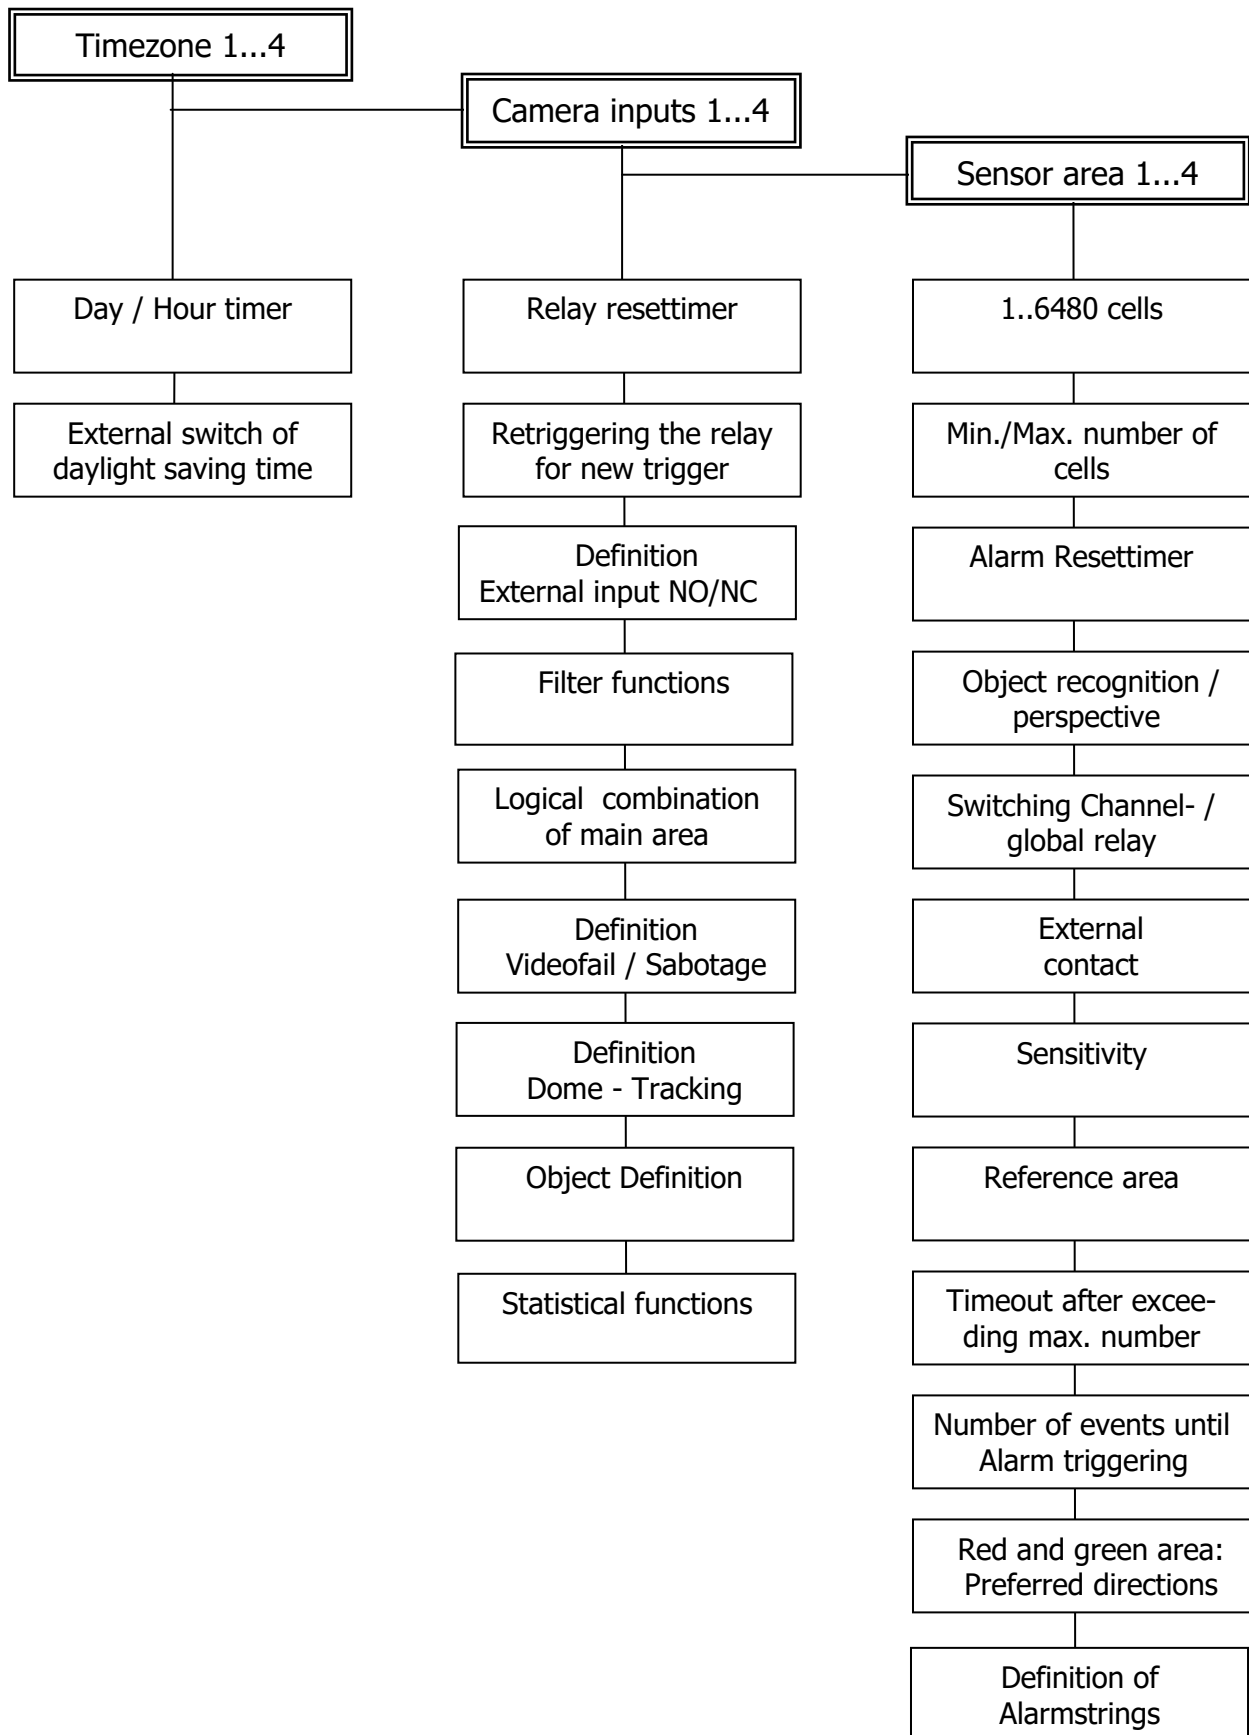 Timezone 1...4
Camera inputs 1...4
Sensor area 1...4
Day / Hour timer
External switch of
daylight saving time
Relay resettimer
Retriggering the relay
for new trigger
Definition
External input NO/NC
Filter functions
Logical  combination
of main area
Definition
Videofail / Sabotage
Definition
Dome - Tracking
Object Definition
Statistical functions
1..6480 cells
Min./Max. number of
cells
Alarm Resettimer
Object recognition /
perspective
Switching Channel- /
global relay
External
contact
Sensitivity
Reference area
Timeout after excee-
ding max. number
Number of events until
Alarm triggering
Red and green area:
Preferred directions
Definition of
Alarmstrings